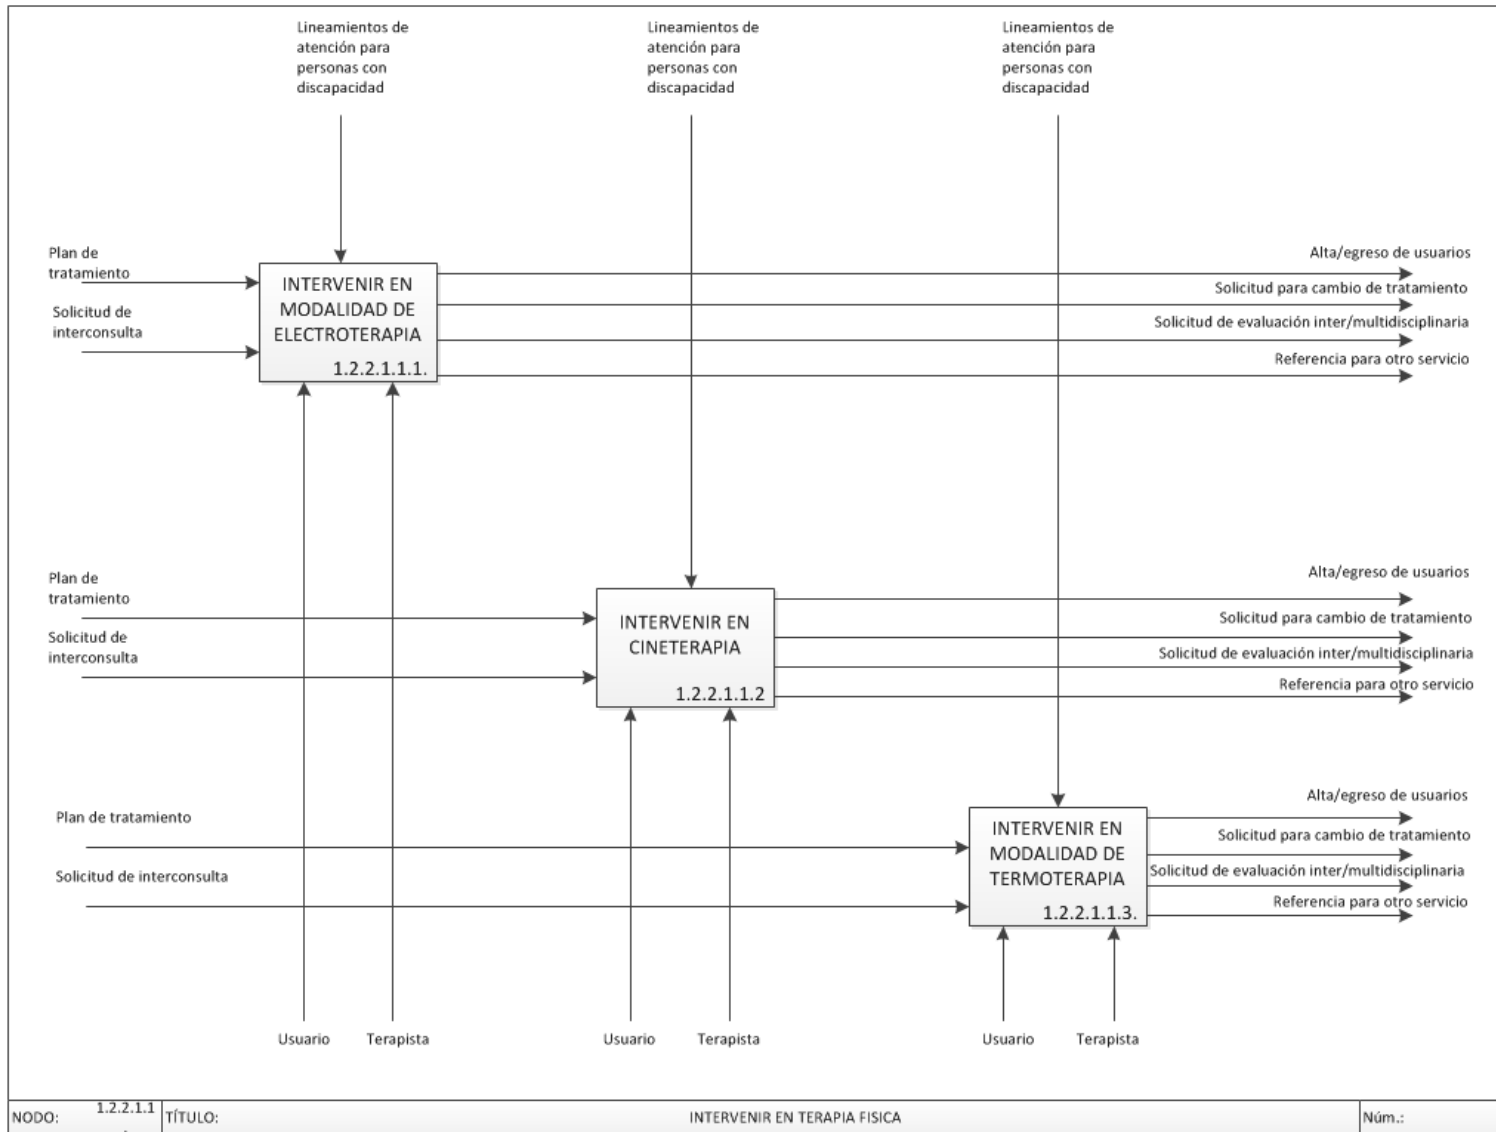 Lineamientos de
atención para
personas con
discapacidad
Lineamientos de
atención para
personas con
discapacidad
Lineamientos de
atención para
personas con
discapacidad
Plan de
tratamiento
Solicitud de
interconsulta
INTERVENIR EN
MODALIDAD DE
ELECTROTERAPIA
1.2.2.1.1.1.
Alta/egreso de usuarios
Solicitud para cambio de tratamiento
Solicitud de evaluación inter/multidisciplinaria
Referencia para otro servicio
Plan de
tratamiento
Solicitud de
interconsulta
INTERVENIR EN
CINETERAPIA
1.2.2.1.1.2
Alta/egreso de usuarios
Solicitud para cambio de tratamiento
Solicitud de evaluación inter/multidisciplinaria
Referencia para otro servicio
Plan de tratamiento
Solicitud de interconsulta
INTERVENIR EN
MODALIDAD DE
TERMOTERAPIA
1.2.2.1.1.3.
Alta/egreso de usuarios
Solicitud para cambio de tratamiento
Solicitud de evaluación inter/multidisciplinaria
Referencia para otro servicio
Usuario Terapista
Usuario Terapista
Usuario Terapista
NODO: 1.2.2.1.1 TÍTULO: INTERVENIR EN TERAPIA FISICA Núm.: